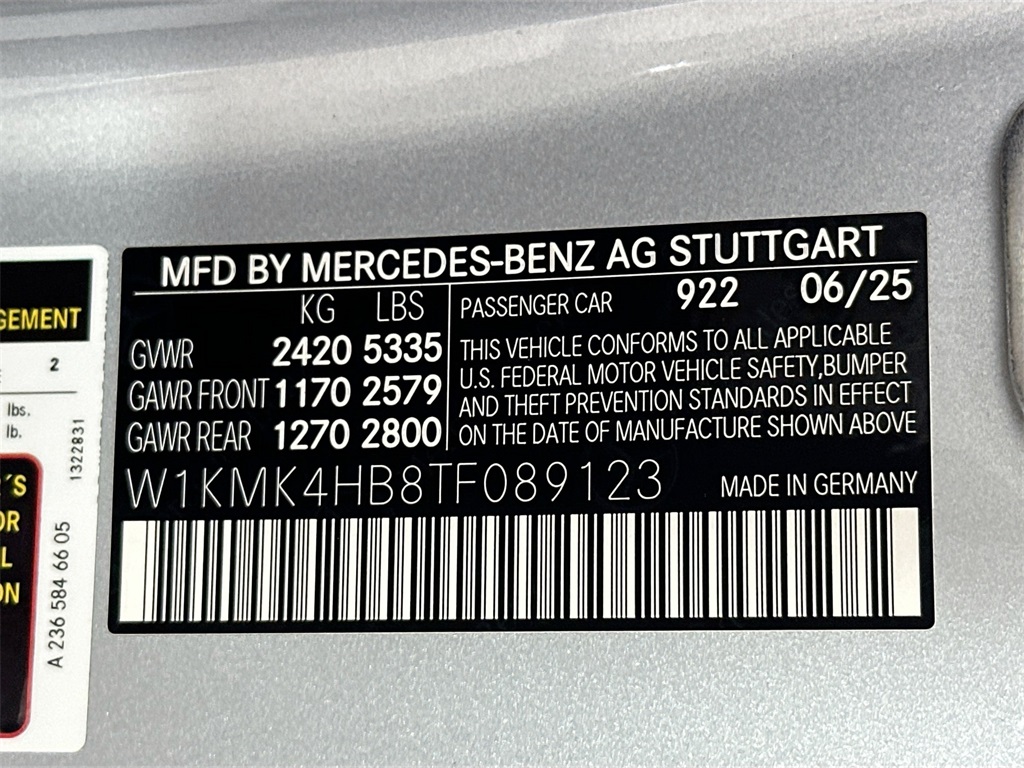 MFD BY MERCEDES-BENZ AG STUTTGART
KG LBS
GVWR 2420 5335
GAWR FRONT 1170 2579
GAWR REAR 1270 2800
PASSENGER CAR 922 06/25
THIS VEHICLE CONFORMS TO ALL APPLICABLE
U.S. FEDERAL MOTOR VEHICLE SAFETY,BUMPER
AND THEFT PREVENTION STANDARDS IN EFFECT
ON THE DATE OF MANUFACTURE SHOWN ABOVE
W1KMK4HB8TF089123 MADE IN GERMANY
GEMENT
2
lbs.
lb.
1322831
'S
OR
L
ON
A 236 584 66 05